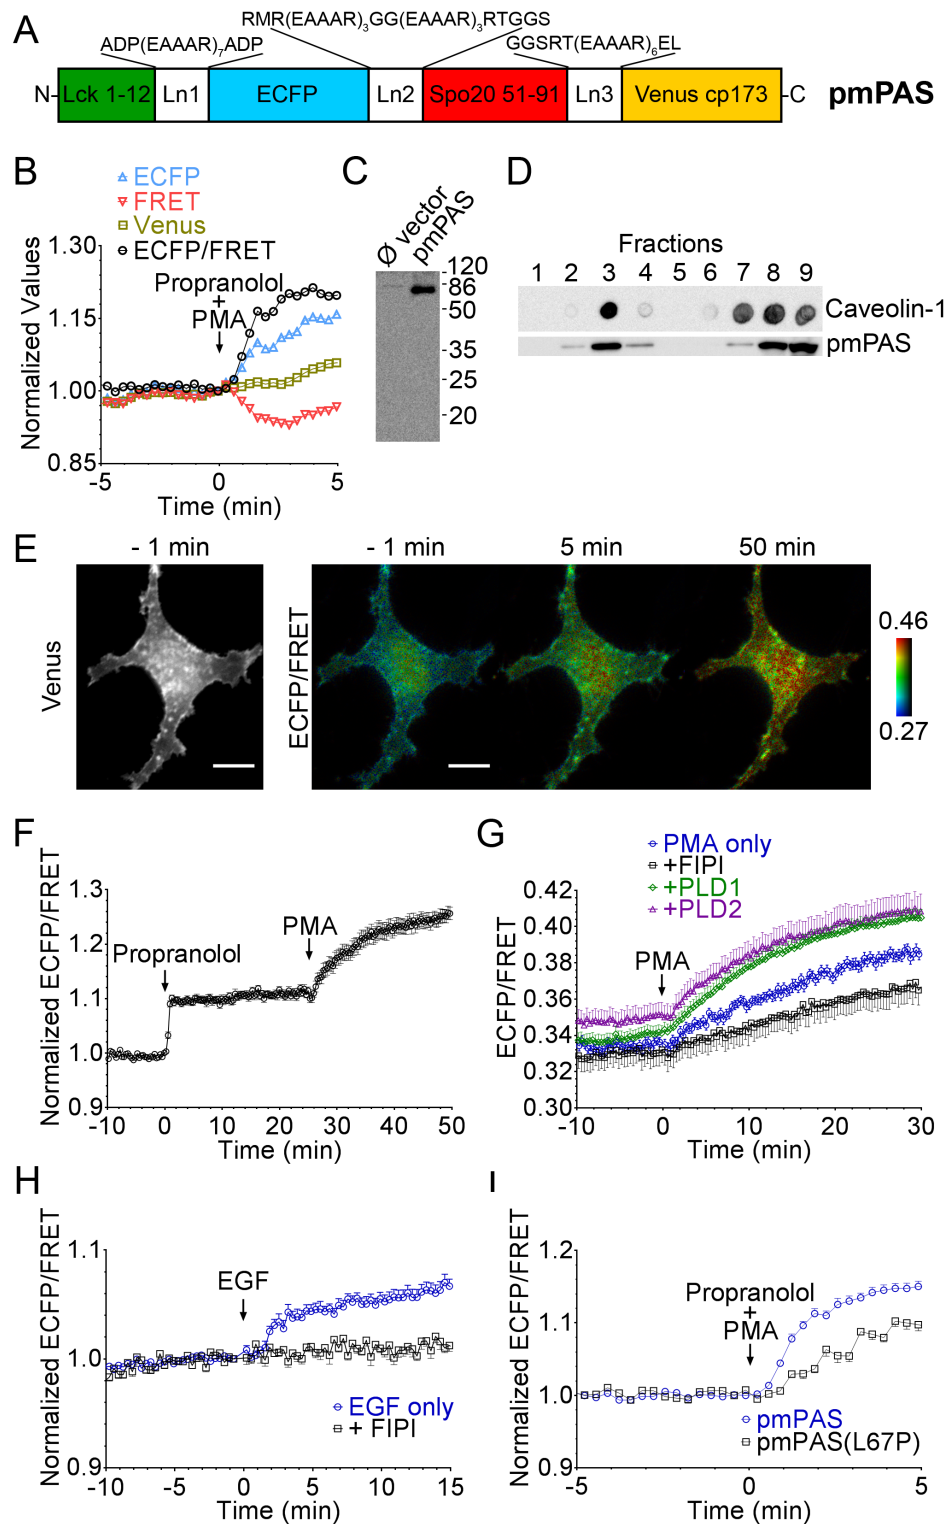 A
RMR(EAAAR)3GG(EAAAR)3RTGGS
ADP(EAAAR)7ADP
GGSRT(EAAAR)6EL
N- Lck 1-12 Ln1 ECFP Ln2 Spo20 51-91 Ln3 Venus cp173 -C pmPAS
B
ECFP
FRET
Venus
ECFP/FRET
Propranolol
+
PMA
1.30
1.15
1.00
0.85
Normalized Values
-5 0 5
Time (min)
C
Ø vector
pmPAS
120
86
50
35
25
20
D
Fractions
1 2 3 4 5 6 7 8 9
Caveolin-1
pmPAS
E
- 1 min
Venus
- 1 min 5 min 50 min
ECFP/FRET
0.46
0.27
F
Normalized ECFP/FRET
1.3
1.2
1.1
1.0
0.9
Propranolol
PMA
-10 0 10 20 30 40 50
Time (min)
G
PMA only
+FIPI
+PLD1
+PLD2
PMA
ECFP/FRET
0.42
0.40
0.38
0.36
0.34
0.32
0.30
-10 0 10 20 30
Time (min)
H
Normalized ECFP/FRET
1.1
1.0
0.9
EGF
EGF only
+ FIPI
-10 -5 0 5 10 15
Time (min)
I
Normalized ECFP/FRET
1.2
1.1
1.0
0.9
Propranolol
+
PMA
pmPAS
pmPAS(L67P)
-5 0 5
Time (min)